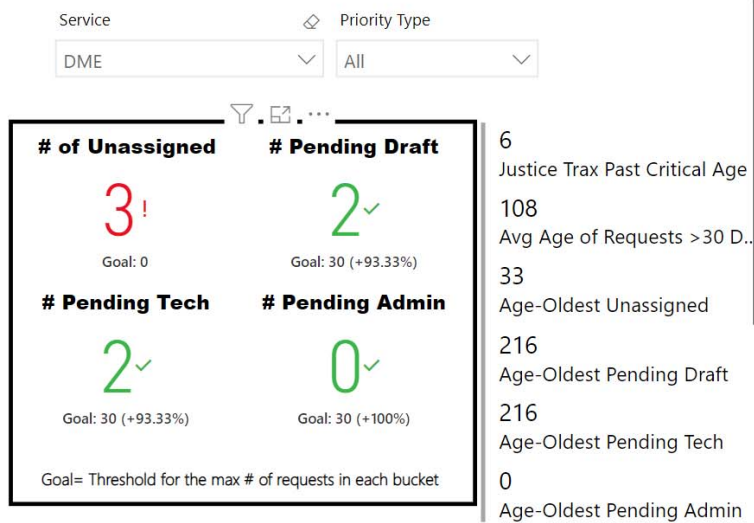 Service
Priority Type
DME
All
# of Unassigned
# Pending Draft
3!
2
Goal: 0
Goal: 30 (+93.33%)
# Pending Tech
# Pending Admin
2
0
Goal: 30 (+93.33%)
Goal: 30 (+100%)
Goal= Threshold for the max # of requests in each bucket
6
Justice Trax Past Critical Age
108
Avg Age of Requests >30 D...
33
Age-Oldest Unassigned
216
Age-Oldest Pending Draft
216
Age-Oldest Pending Tech
0
Age-Oldest Pending Admin